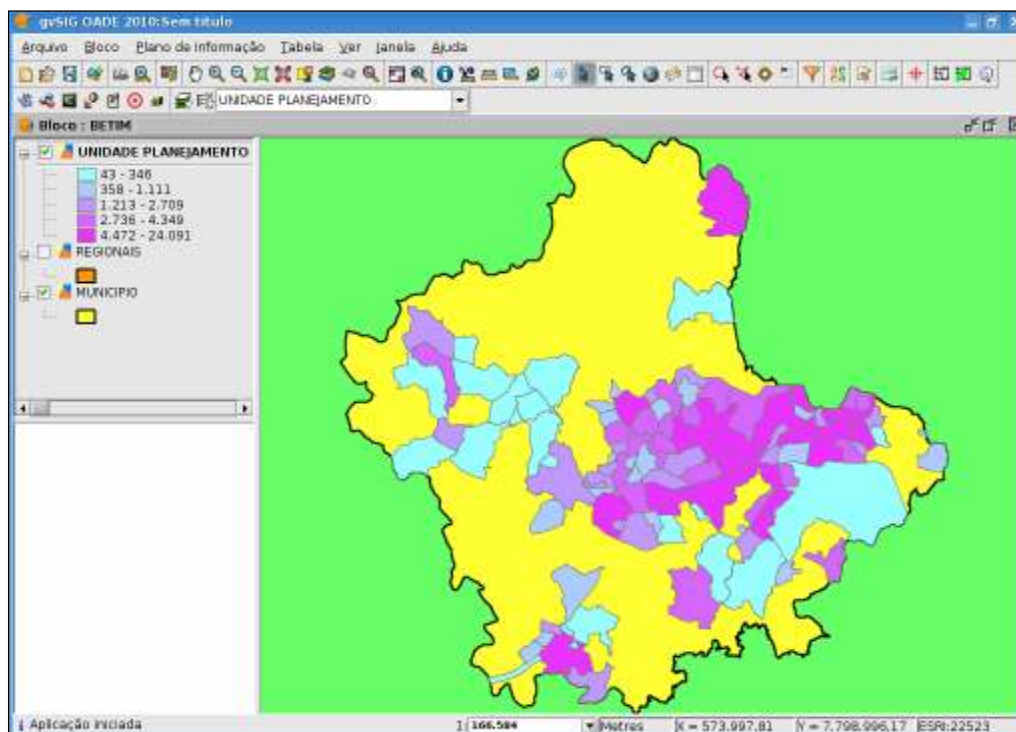 gvSIG OADE 2010:Sem titulo
Arquivo Bloco Plano de informação Tabela Ver Janela Ajuda
UNIDADE PLANEJAMENTO
Bloco : BETIM
UNIDADE PLANEJAMENTO
43 - 346
358 - 1.111
1.213 - 2.709
2.736 - 4.349
4.472 - 24.091
REGIONAIS
MUNICIPIO
Aplicação iniciada 1: 166.584 Metros X = 573.997,81 Y = 7.798.996,17 ESRI:22523